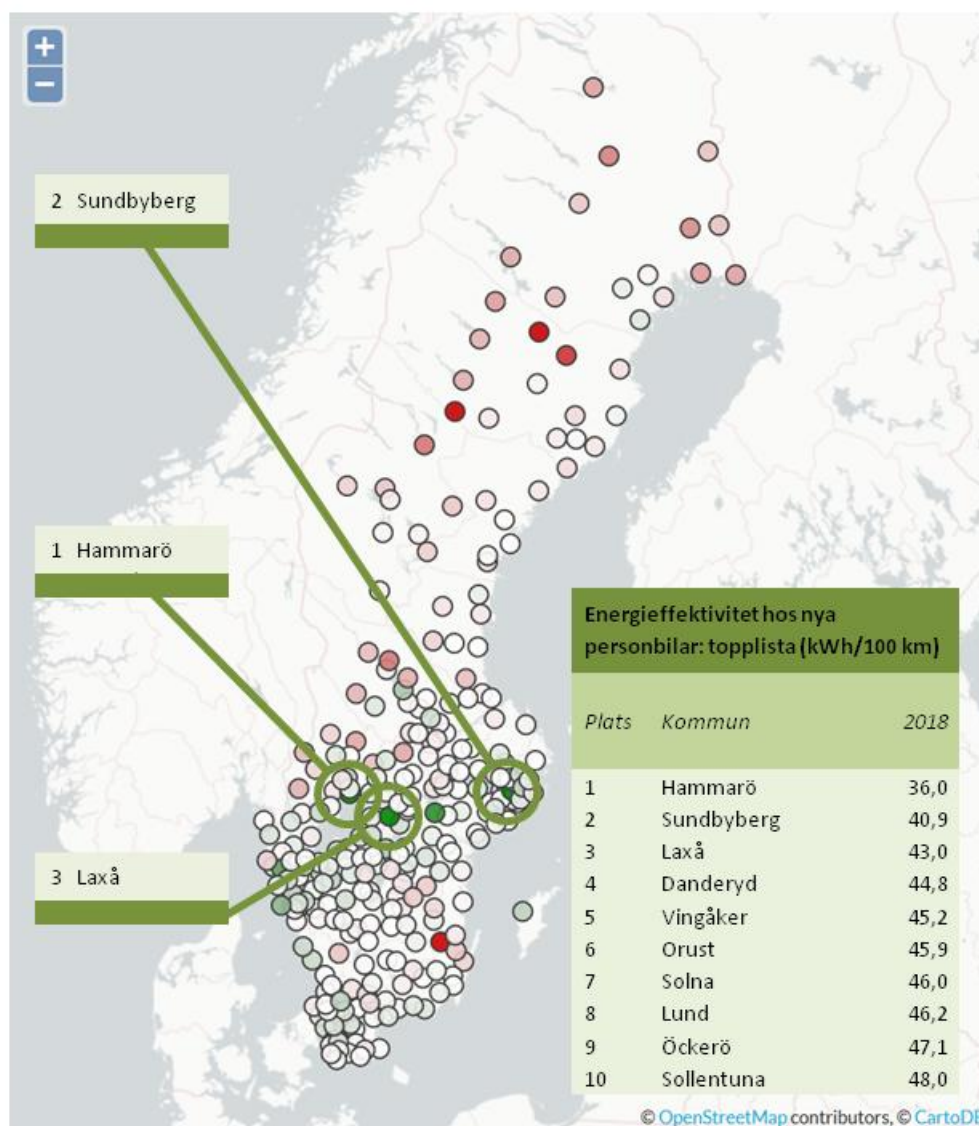 +
−
2 Sundbyberg
1 Hammarö
3 Laxå
Energieffektivitet hos nya
personbilar: topplista (kWh/100 km)
Plats Kommun 2018
1 Hammarö 36,0
2 Sundbyberg 40,9
3 Laxå 43,0
4 Danderyd 44,8
5 Vingåker 45,2
6 Orust 45,9
7 Solna 46,0
8 Lund 46,2
9 Öckerö 47,1
10 Sollentuna 48,0
© OpenStreetMap contributors, © CartoDB